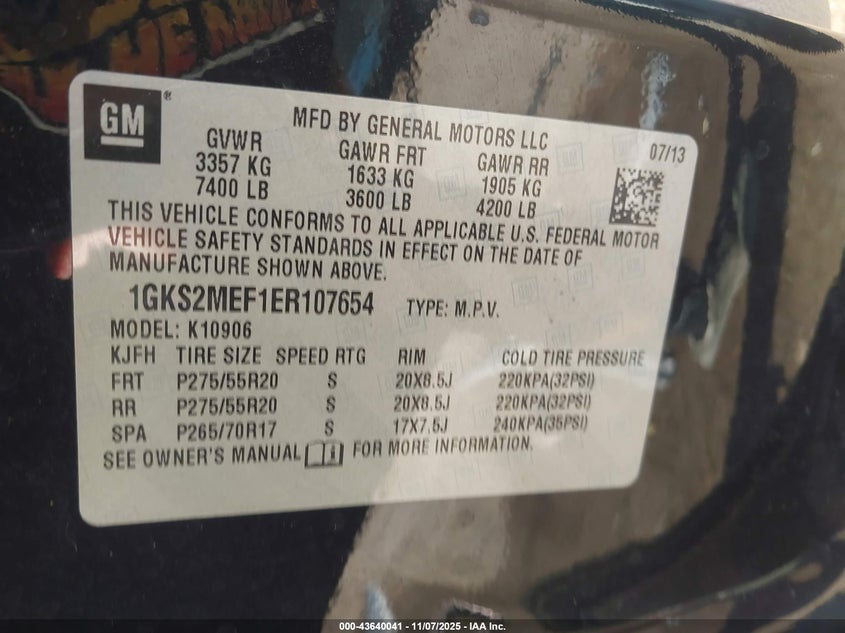 GM
®
MFD BY GENERAL MOTORS LLC
07/13
GVWR GAWR FRT GAWR RR
3357 KG 1633 KG 1905 KG
7400 LB 3600 LB 4200 LB
THIS VEHICLE CONFORMS TO ALL APPLICABLE U.S. FEDERAL MOTOR
VEHICLE SAFETY STANDARDS IN EFFECT ON THE DATE OF
MANUFACTURE SHOWN ABOVE.
1GKS2MEF1ER107654 TYPE: M.P.V.
MODEL: K10906
KJFH TIRE SIZE SPEED RTG RIM COLD TIRE PRESSURE
FRT P275/55R20 S 20X8.5J 220KPA(32PSI)
RR P275/55R20 S 20X8.5J 220KPA(32PSI)
SPA P265/70R17 S 17X7.5J 240KPA(35PSI)
SEE OWNER'S MANUAL FOR MORE INFORMATION.
000-43640041 - 11/07/2025 - IAA Inc.